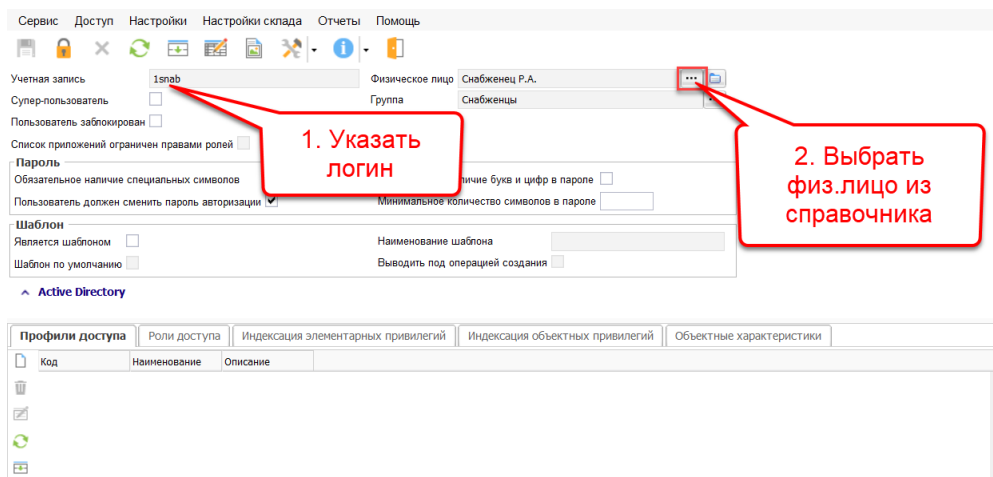 Сервис Доступ Настройки Настройки склада Отчеты Помощь
Учетная запись 1snab Физическое лицо Снабженец Р.А. ...
Супер-пользователь Группа Снабженцы
Пользователь заблокирован
Список приложений ограничен правами ролей
1. Указать
логин
2. Выбрать
физ.лицо из
справочника
Пароль
Обязательное наличие специальных символов личие букв и цифр в пароле
Пользователь должен сменить пароль авторизации Минимальное количество символов в пароле
Шаблон
Является шаблоном Наименование шаблона
Шаблон по умолчанию Выводить под операцией создания
Active Directory
Профили доступа Роли доступа Индексация элементарных привилегий Индексация объектных привилегий Объектные характеристики
Код Наименование Описание